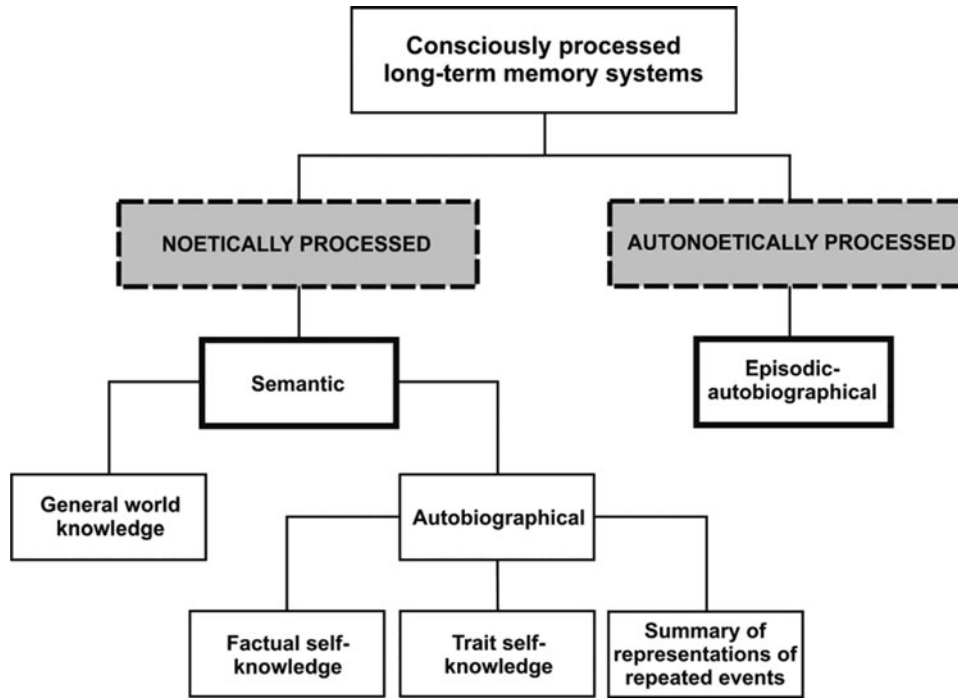 Consciously processed
long-term memory systems
NOETICALLY PROCESSED
AUTONOETICALLY PROCESSED
Semantic
Episodic-
autobiographical
General world
knowledge
Autobiographical
Factual self-
knowledge
Trait self-
knowledge
Summary of
representations of
repeated events